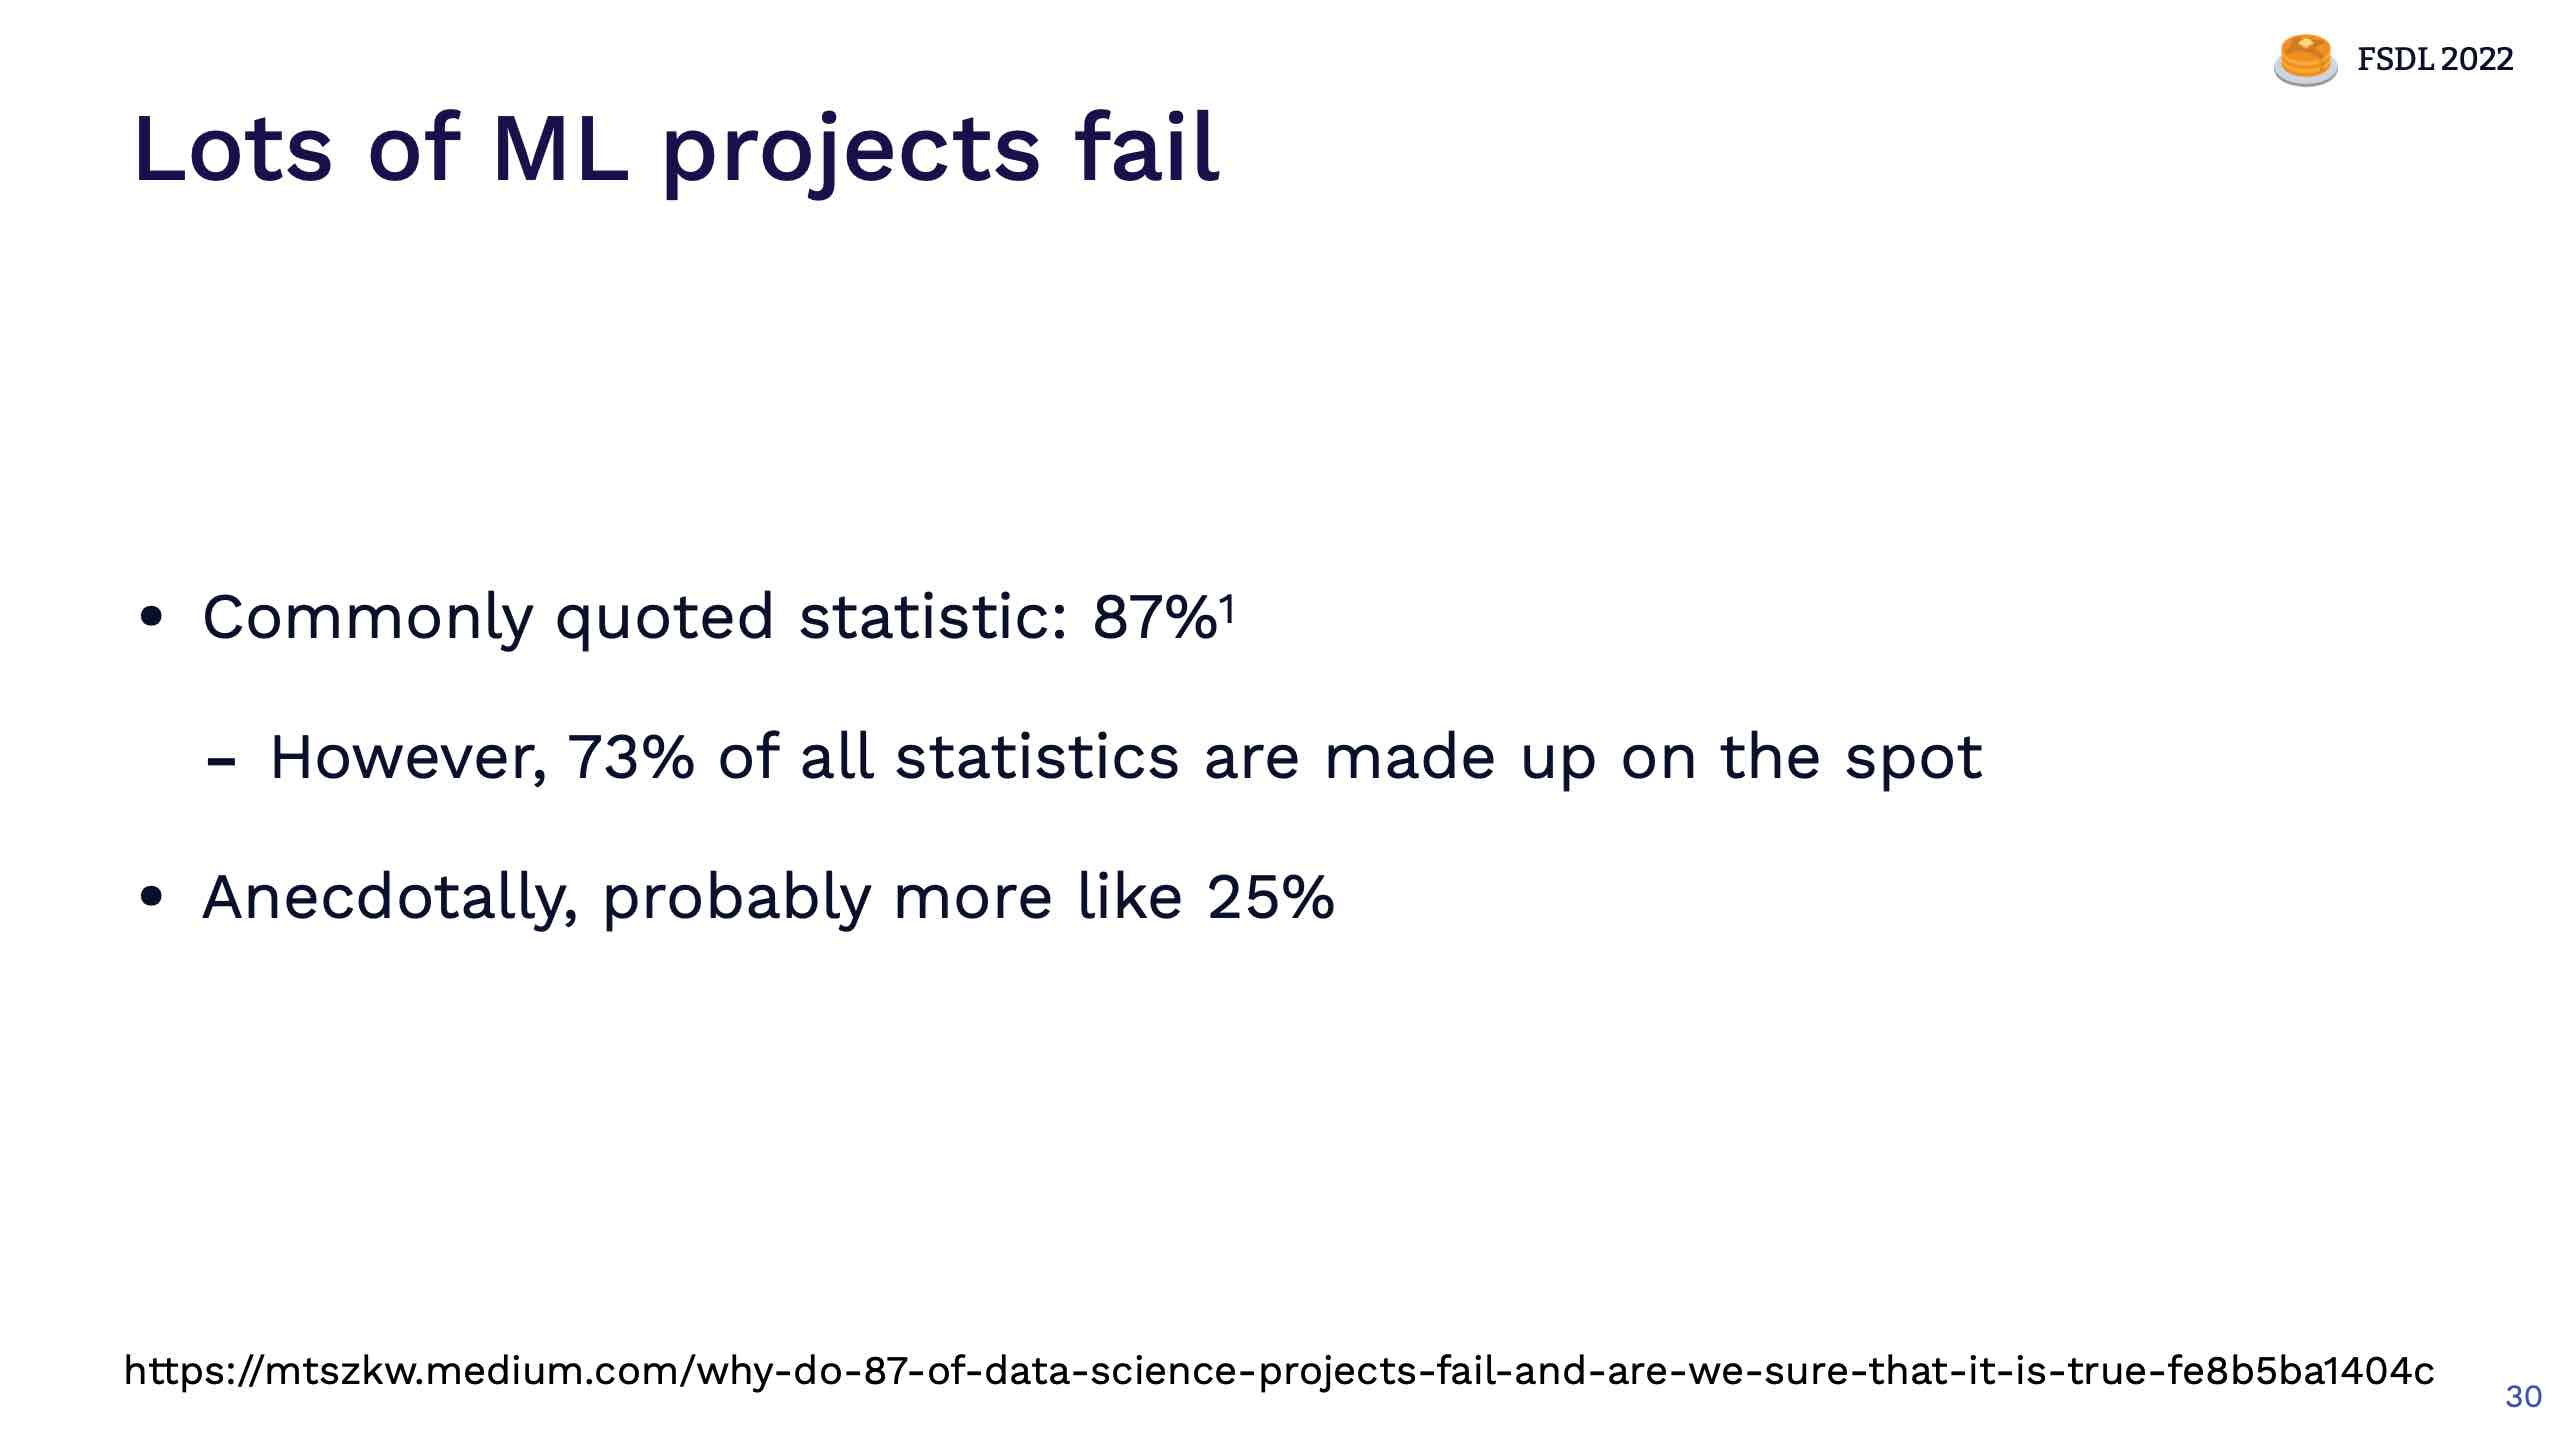 FSDL 2022
Lots of ML projects fail
• Commonly quoted statistic: 87%¹
- However, 73% of all statistics are made up on the spot
• Anecdotally, probably more like 25%
https://mtszkw.medium.com/why-do-87-of-data-science-projects-fail-and-are-we-sure-that-it-is-true-fe8b5ba1404c
30